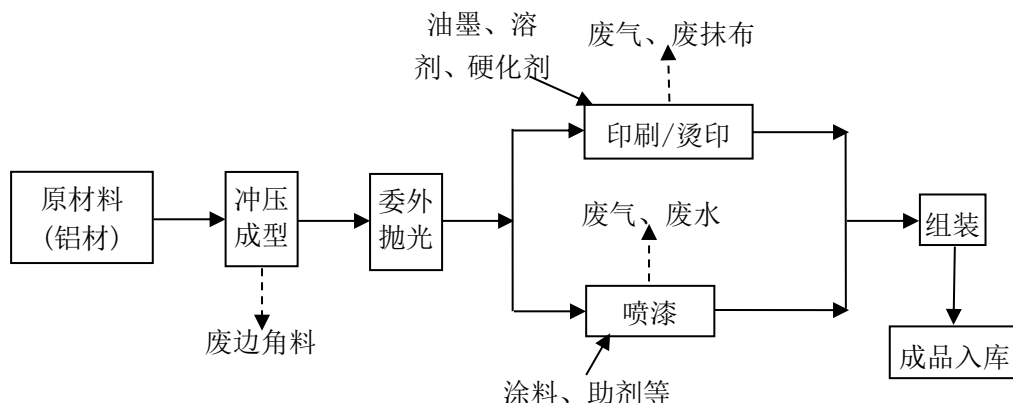 油墨、溶
剂、硬化剂
废气、废抹布
印刷/烫印
原材料
(铝材)
冲压
成型
委外
抛光
废气、废水
组装
喷漆
废边角料
成品入库
涂料、助剂等